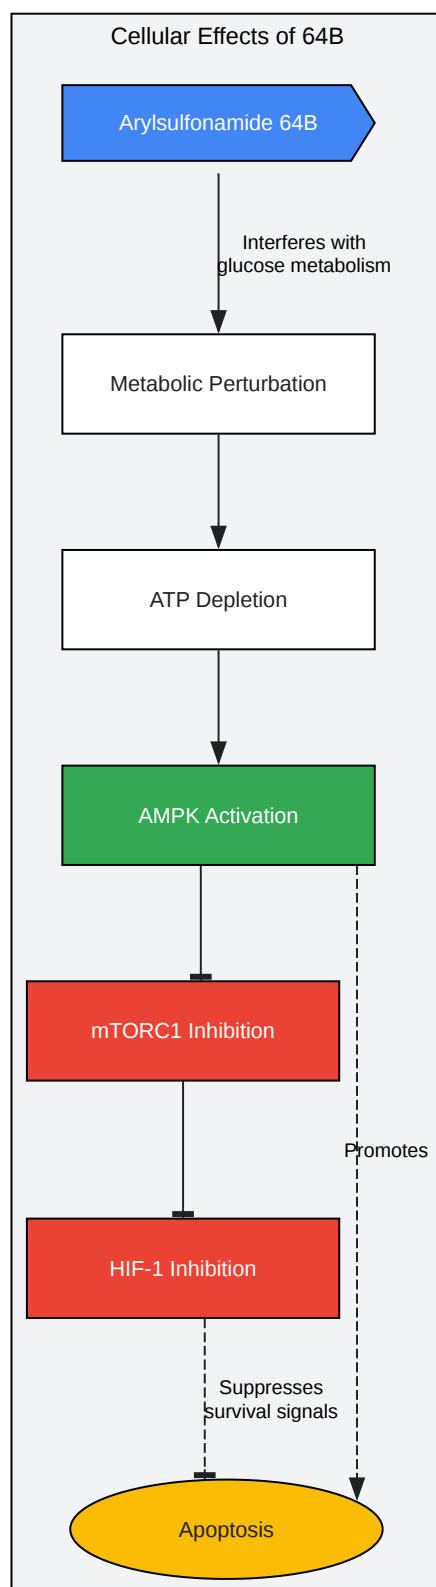 Cellular Effects of 64B
Arylsulfonamide 64B
Interferes with
glucose metabolism
Metabolic Perturbation
ATP Depletion
AMPK Activation
mTORC1 Inhibition
Promotes
HIF-1 Inhibition
Suppresses
survival signals
Apoptosis